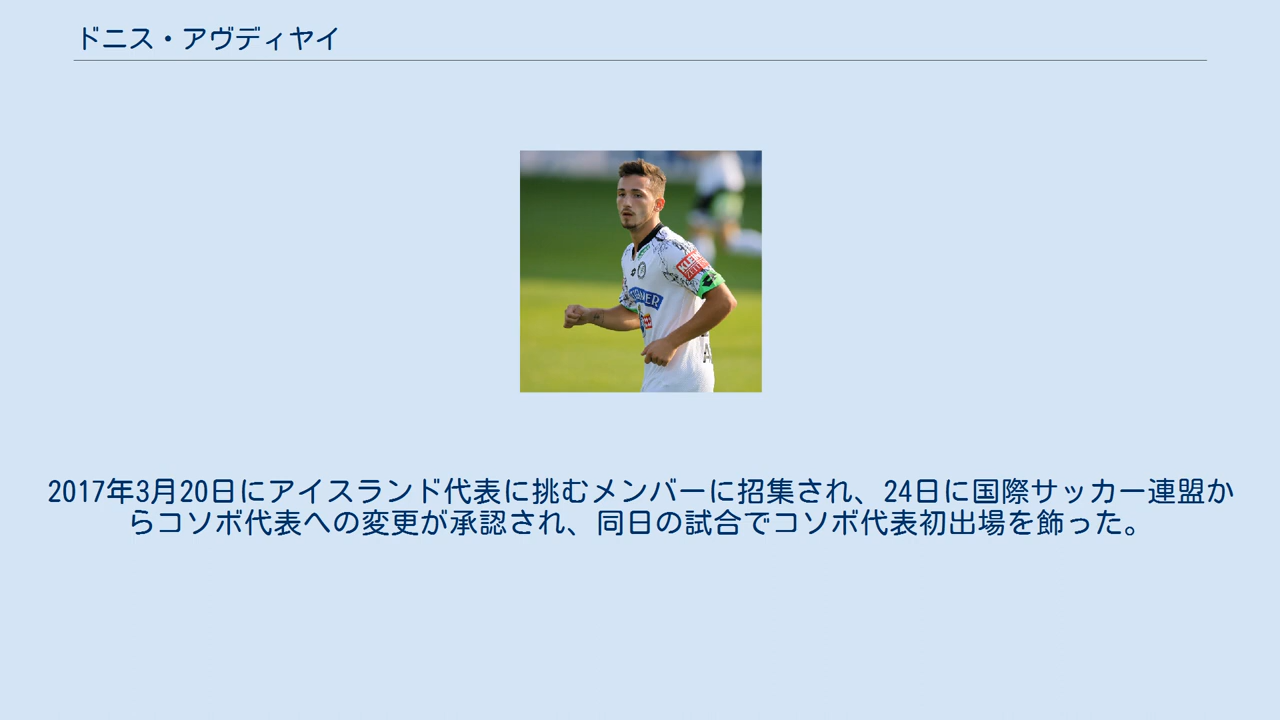 ドニス・アヴディヤイ
KLEI
2017年3月20日にアイスランド代表に挑むメンバーに招集され、24日に国際サッカー連盟か
らコソボ代表への変更が承認され、同日の試合でコソボ代表初出場を飾った。